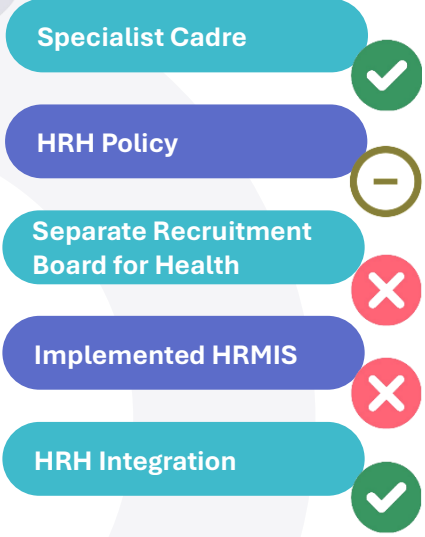 Specialist Cadre
HRH Policy
Separate Recruitment
Board for Health
Implemented HRMIS
HRH Integration